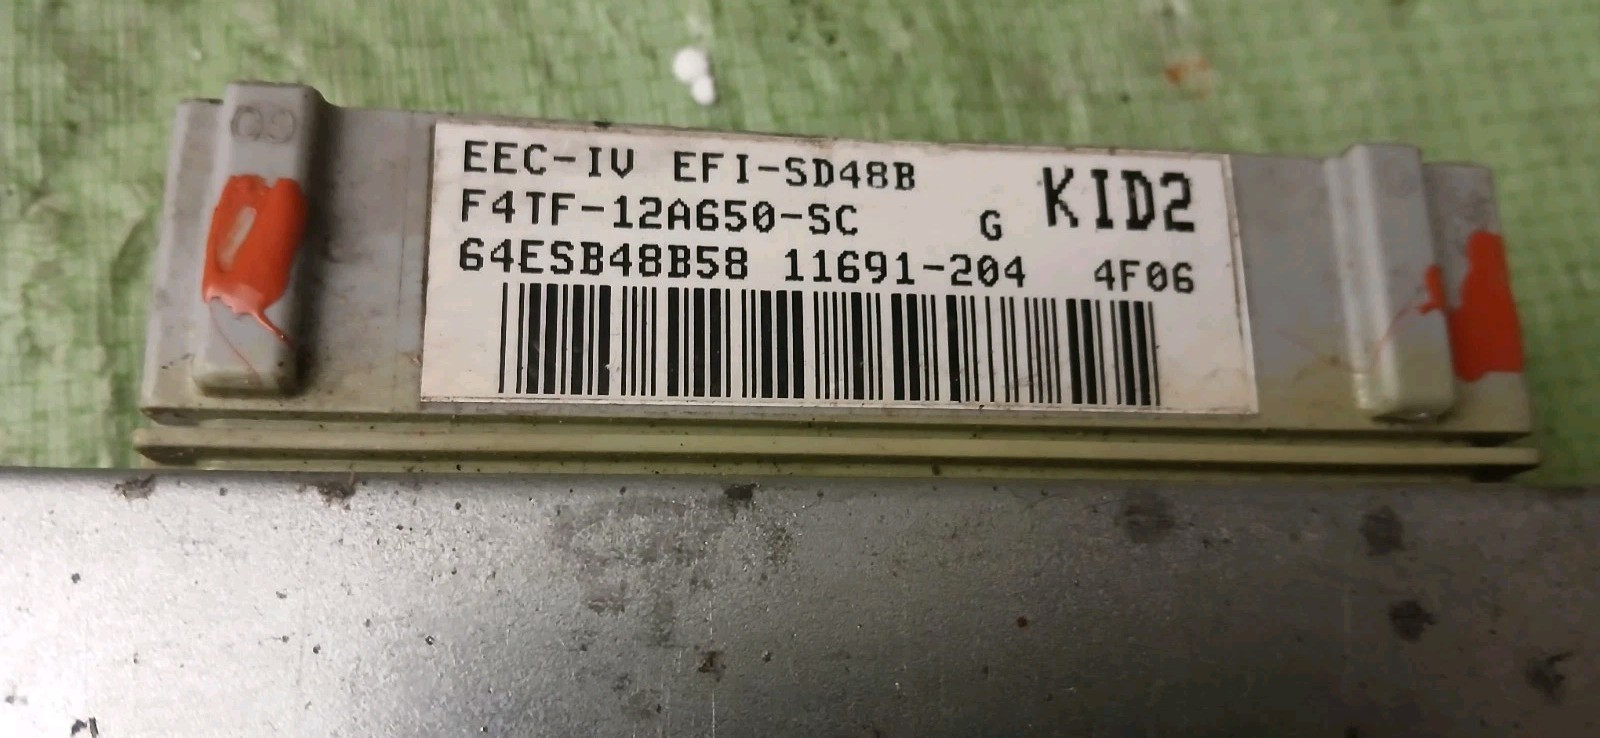 EEC-IV EFI-SD48B
F4TF-12A650-SC G KID2
64ESB48B58 11691-204 4F06